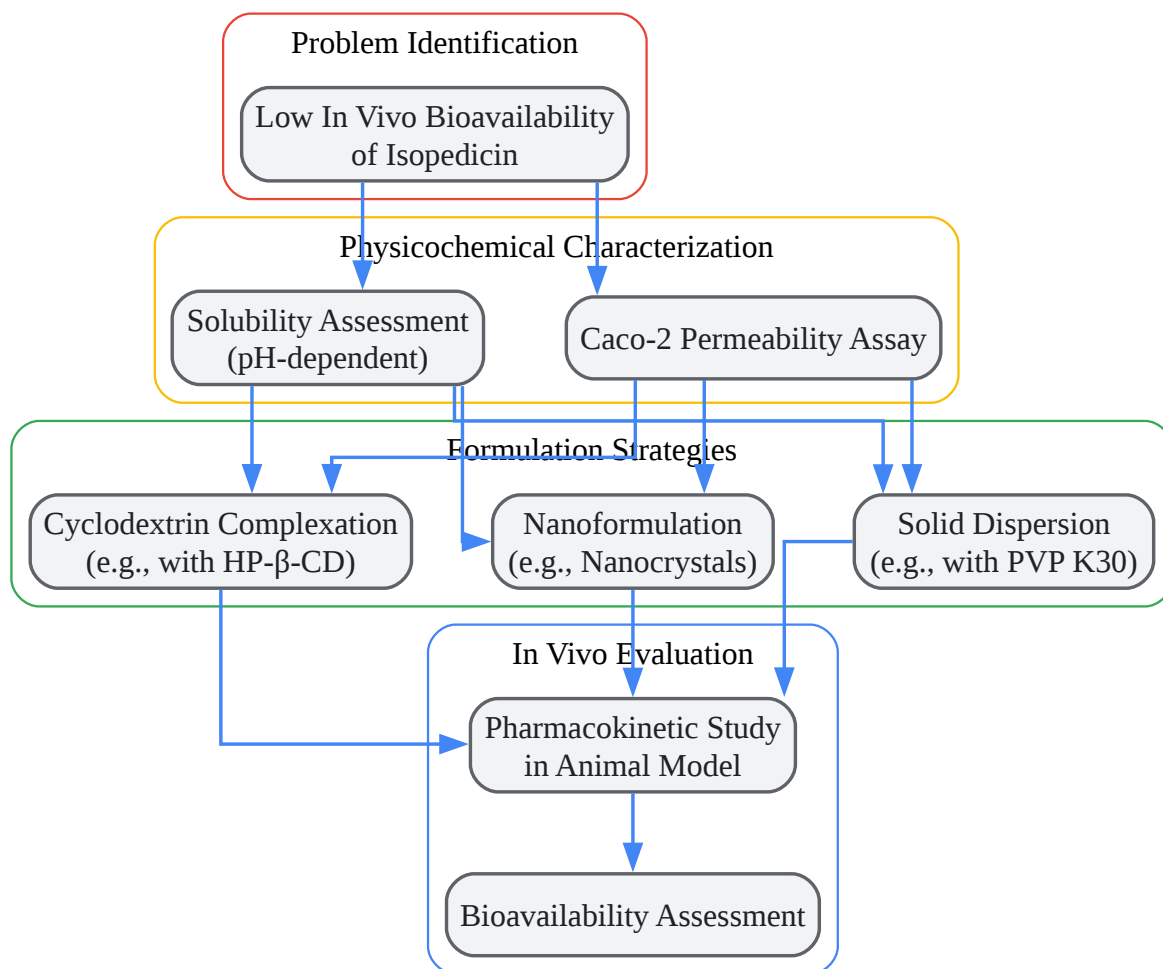 Problem Identification
Low In Vivo Bioavailability
of Isopedicin
Physicochemical Characterization
Solubility Assessment
(pH-dependent)
Caco-2 Permeability Assay
Formulation Strategies
Cyclodextrin Complexation
(e.g., with HP-β-CD)
Nanoformulation
(e.g., Nanocrystals)
Solid Dispersion
(e.g., with PVP K30)
In Vivo Evaluation
Pharmacokinetic Study
in Animal Model
Bioavailability Assessment